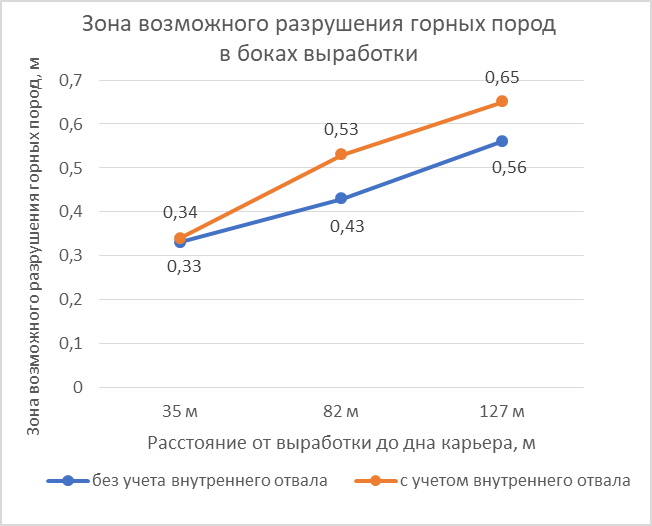 Зона возможного разрушения горных пород
в боках выработки
Зона возможного разрушения горных пород, м
0,7
0,6
0,5
0,4
0,3
0,2
0,1
0
0,34
0,53
0,65
0,33
0,43
0,56
35 м
82 м
127 м
Расстояние от выработки до дна карьера, м
без учета внутреннего отвала
с учетом внутреннего отвала